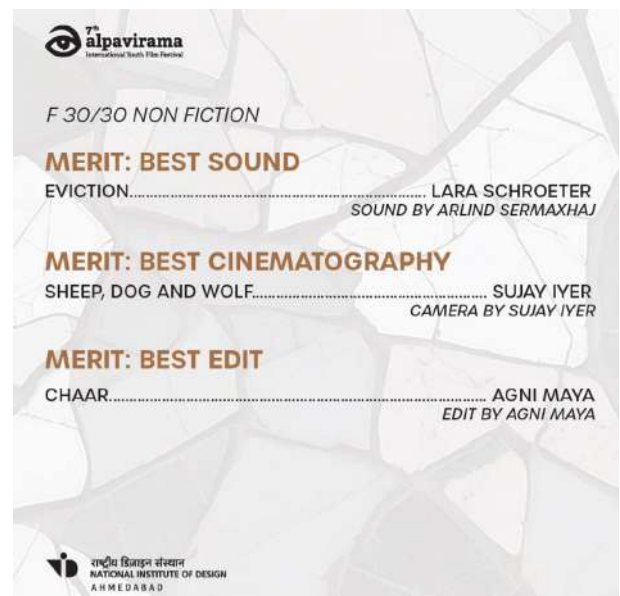 7th
alpavirama
International Youth Film Festival
F 30/30 NON FICTION
MERIT: BEST SOUND
EVICTION........................................................................ LARA SCHROETER
SOUND BY ARLIND SERMAXHAJ
MERIT: BEST CINEMATOGRAPHY
SHEEP, DOG AND WOLF......................................................... SUJAY IYER
CAMERA BY SUJAY IYER
MERIT: BEST EDIT
CHAAR........................................................................................... AGNI MAYA
EDIT BY AGNI MAYA
राष्ट्रीय डिज़ाइन संस्थान
NATIONAL INSTITUTE OF DESIGN
AHMEDABAD